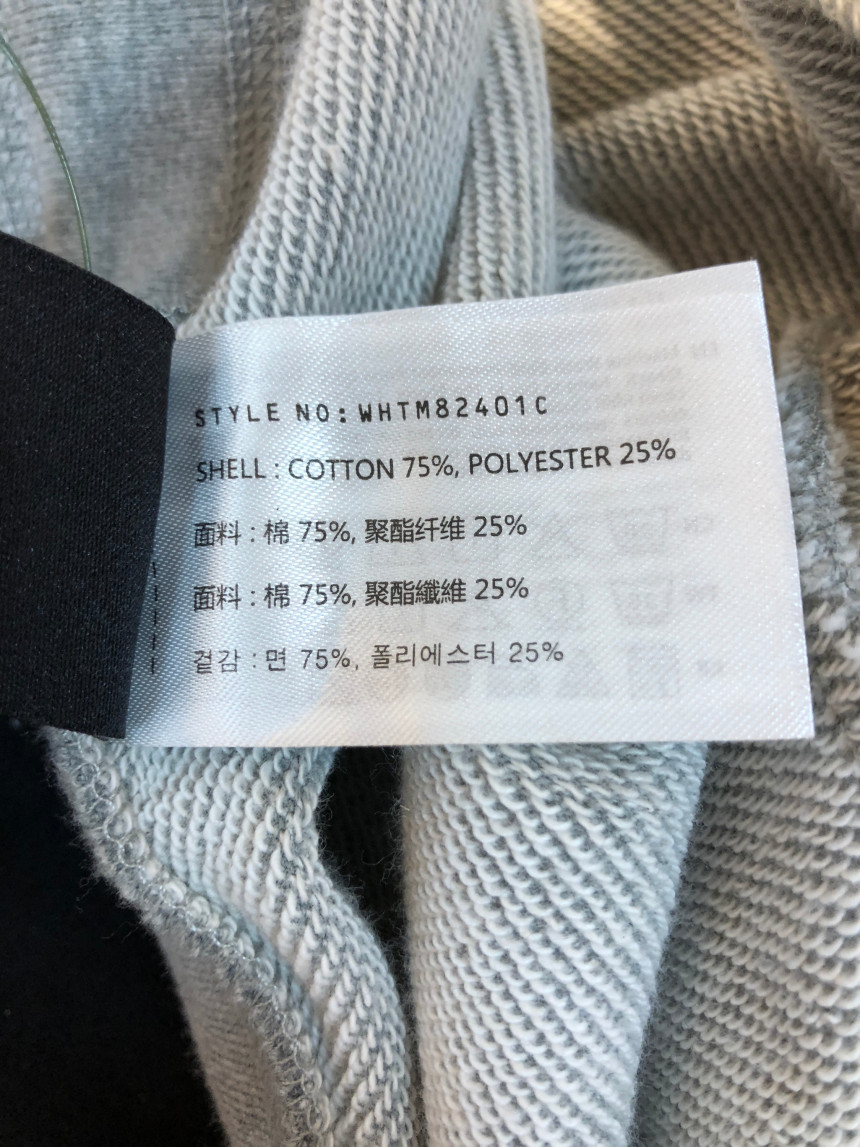 STYLE NO: WHTM82401C
SHELL : COTTON 75%, POLYESTER 25%
面料 : 棉 75%, 聚酯纤维 25%
面料 : 棉 75%, 聚酯纖維 25%
겉감 : 면 75%, 폴리에스터 25%